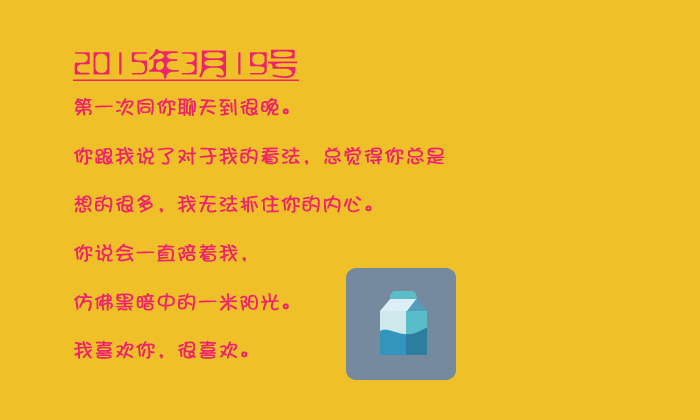 2015年3月19号
第一次同你聊天到很晚。
你跟我说了对于我的看法，总觉得你总是
想的很多，我无法抓住你的内心。
你说会一直陪着我，
仿佛黑暗中的一米阳光。
我喜欢你，很喜欢。